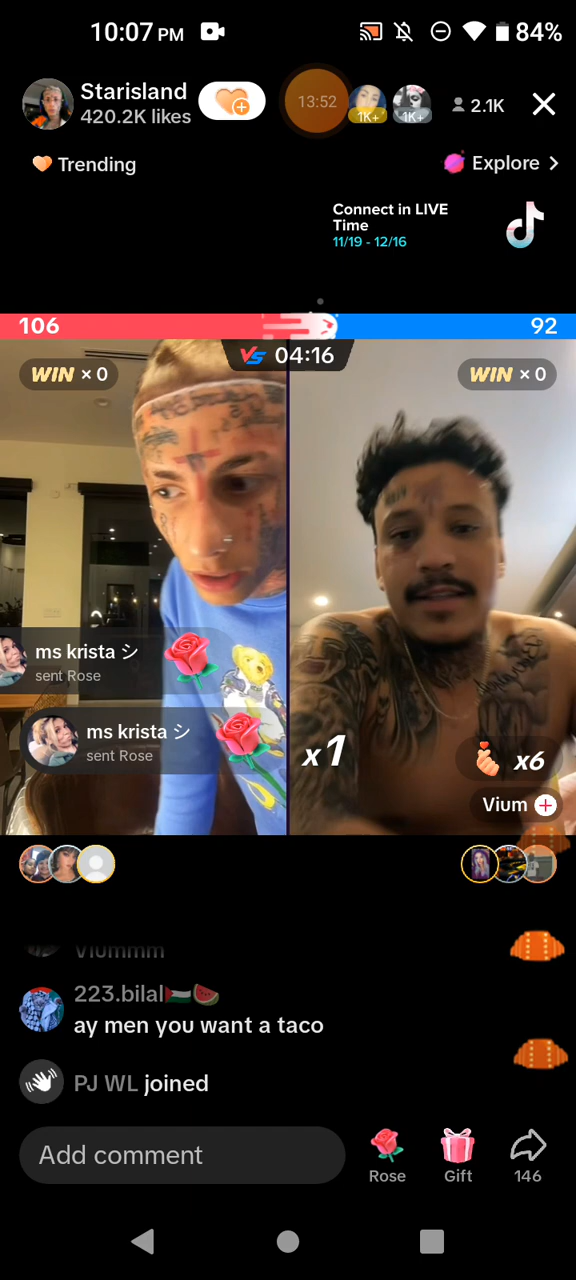 10:07 PM
84%
Starisland
420.2K likes
13:52
1K+
1K+
2.1K
Trending
Explore
Connect in LIVE
Time
11/19 - 12/16
106
92
VS 04:16
WIN × 0
WIN × 0
ms krista シ
sent Rose
ms krista シ
sent Rose
x1
x6
Vium
Viummm
223.bilal🇵🇸🍉
ay men you want a taco
PJ WL joined
Add comment
Rose
Gift
146